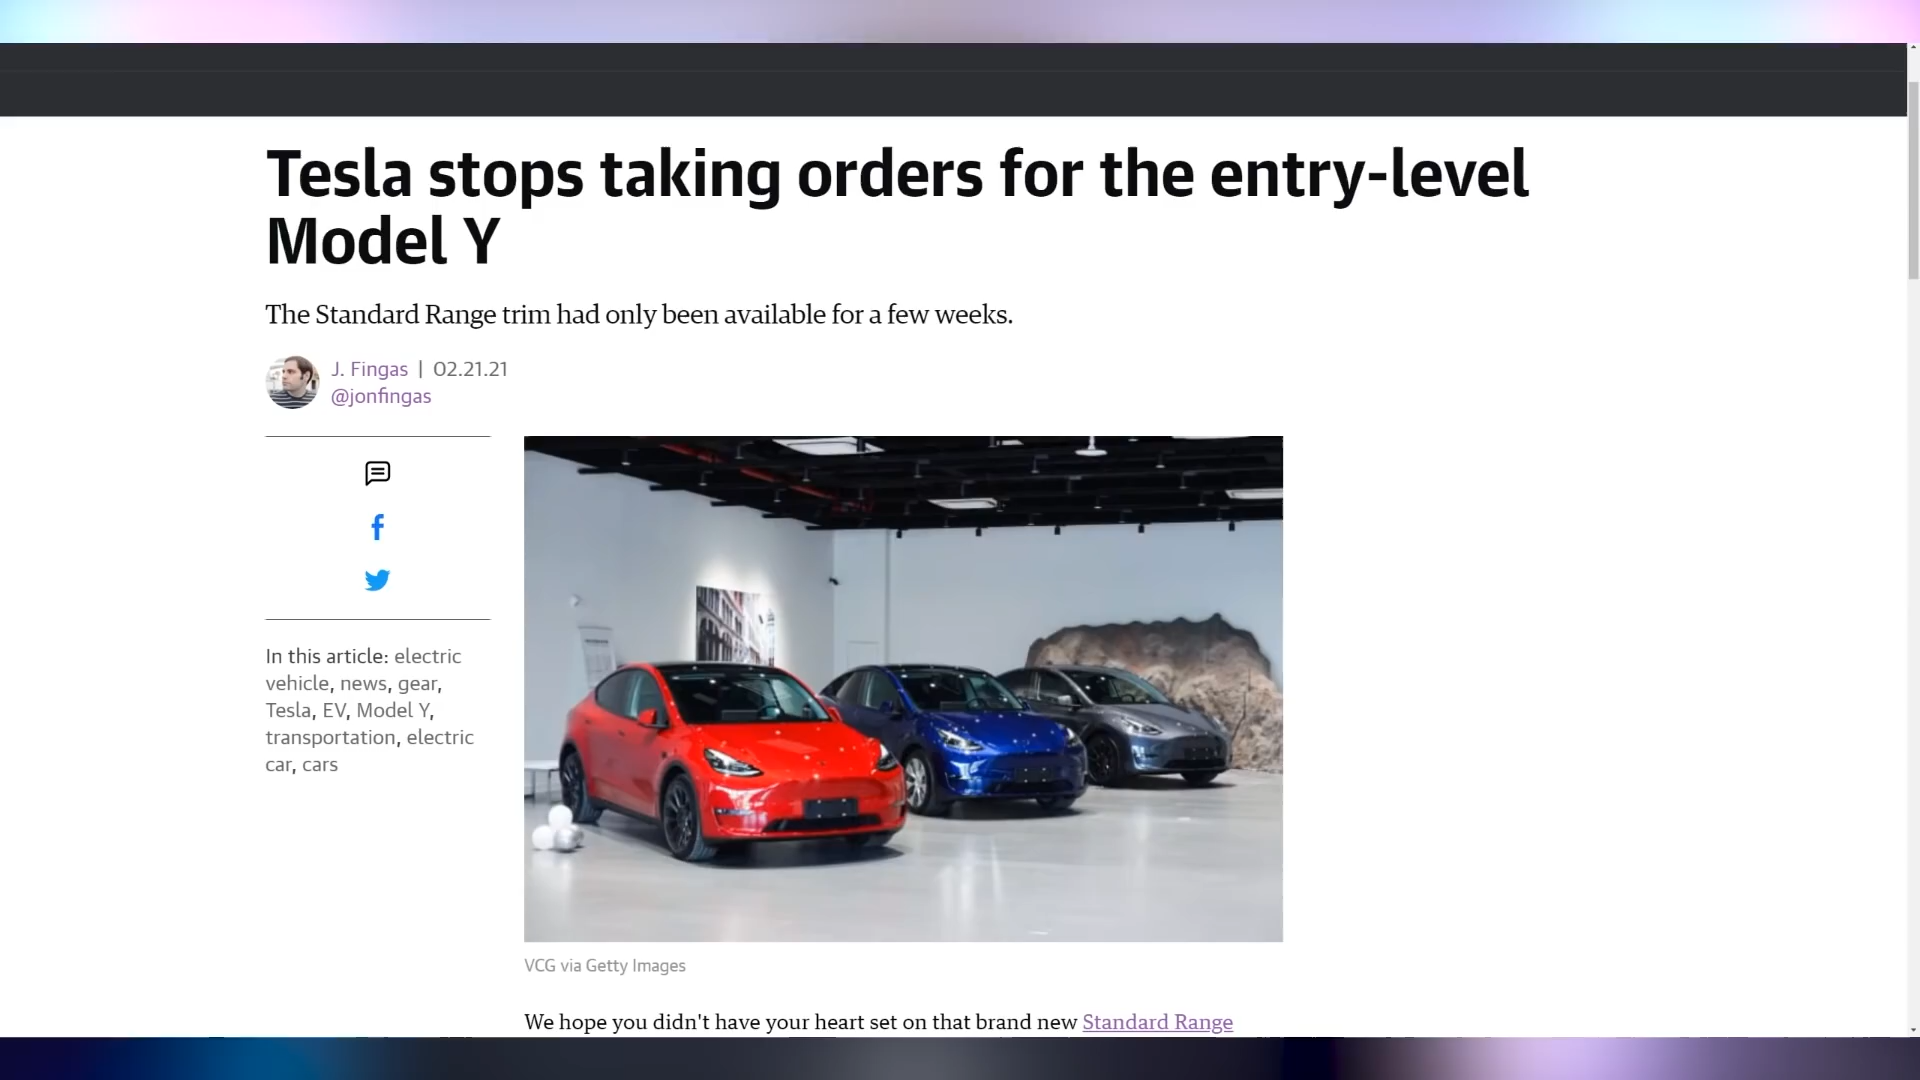 Tesla stops taking orders for the entry-level
Model Y
The Standard Range trim had only been available for a few weeks.
J. Fingas | 02.21.21
@jonfingas
In this article: electric
vehicle, news, gear,
Tesla, EV, Model Y,
transportation, electric
car, cars
VCG via Getty Images
We hope you didn't have your heart set on that brand new Standard Range